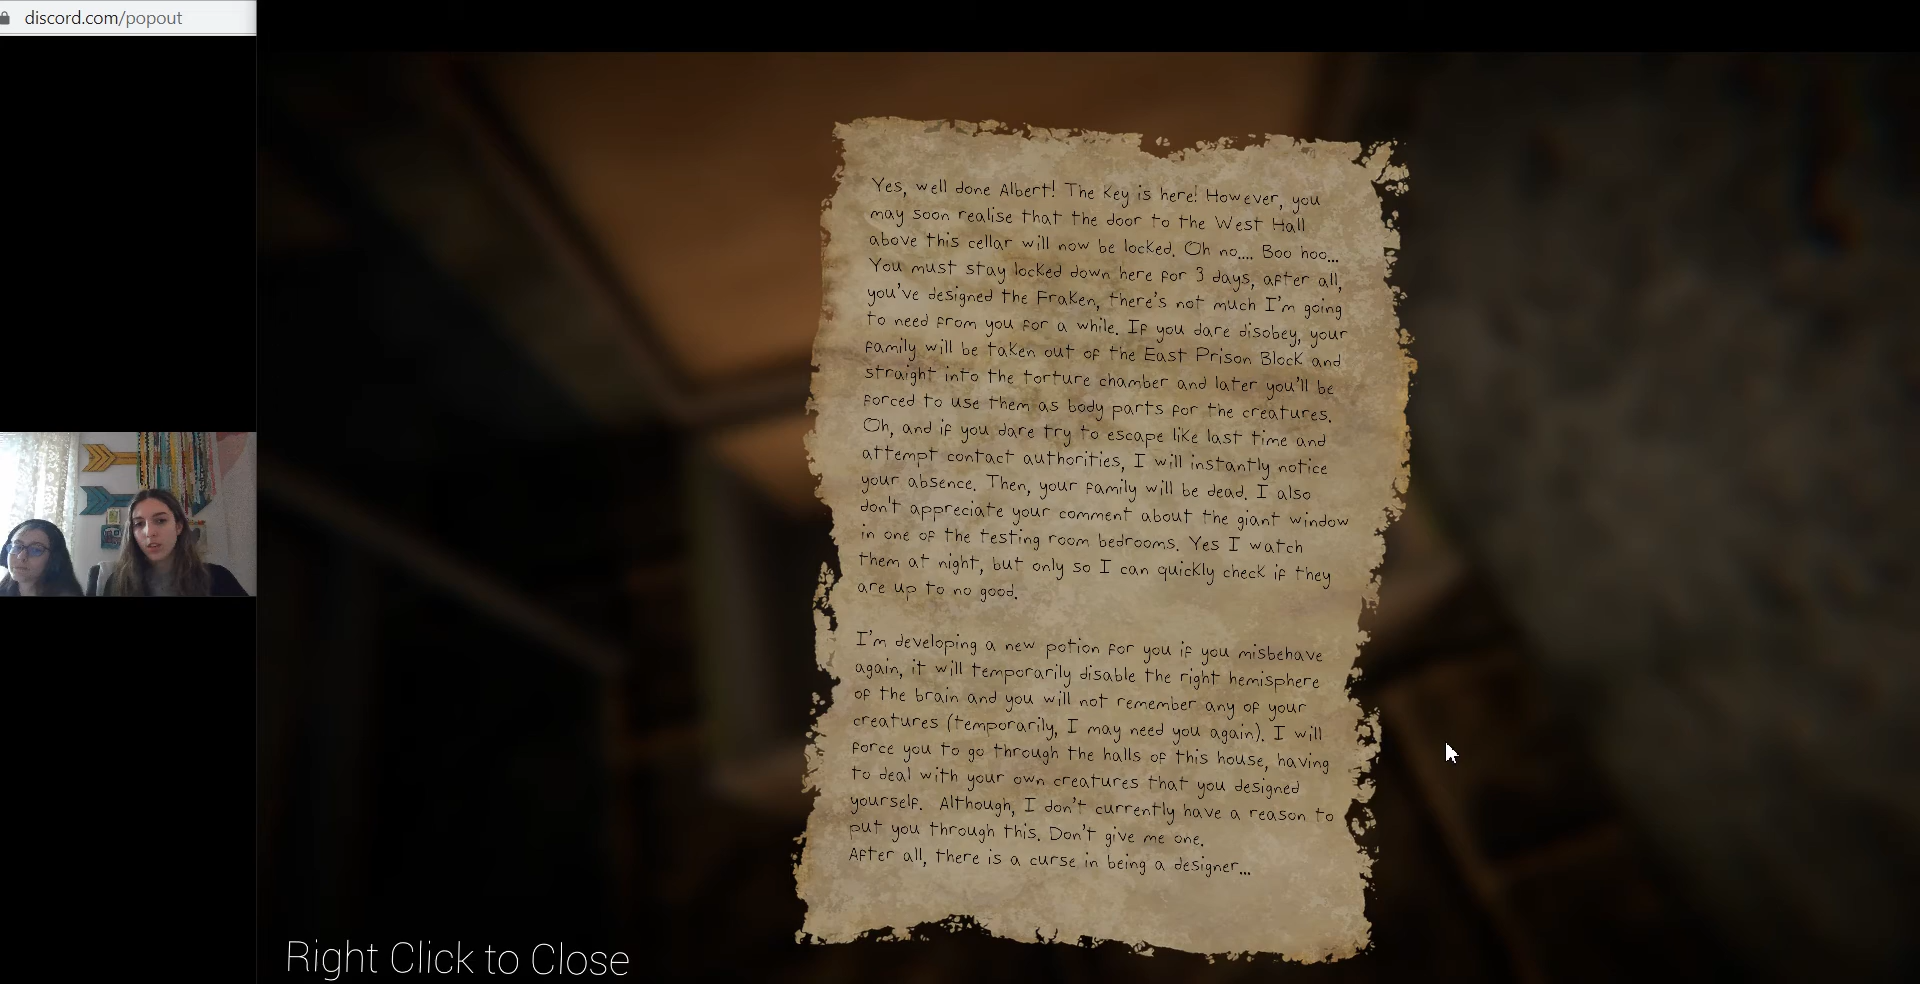 discord.com/popout
Yes, well done Albert! The key is here! However, you
may soon realise that the door to the West Hall
above this cellar will now be locked. Oh no.... Boo hoo...
You must stay locked down here for 3 days, after all,
you've designed the Fraken, there's not much I'm going
to need from you for a while. If you dare disobey, your
family will be taken out of the East Prison Block and
straight into the torture chamber and later you'll be
forced to use them as body parts for the creatures.
Oh, and if you dare try to escape like last time and
attempt contact authorities, I will instantly notice
your absence. Then, your family will be dead. I also
don't appreciate your comment about the giant window
in one of the testing room bedrooms. Yes I watch
them at night, but only so I can quickly check if they
are up to no good.
I'm developing a new potion for you if you misbehave
again, it will temporarily disable the right hemisphere
of the brain and you will not remember any of your
creatures (temporarily, I may need you again). I will
force you to go through the halls of this house, having
to deal with your own creatures that you designed
yourself. Although, I don't currently have a reason to
put you through this. Don't give me one.
After all, there is a curse in being a designer...
Right Click to Close